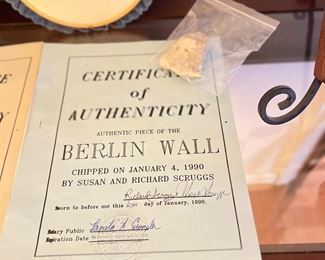 E
CERTIFICATE
of
AUTHENTICITY
AUTHENTIC PIECE OF THE
BERLIN WALL
CHIPPED ON JANUARY 4, 1990
BY SUSAN AND RICHARD SCRUGGS
Sworn to before me this day of January, 1990.
Notary Public
Expiration Date